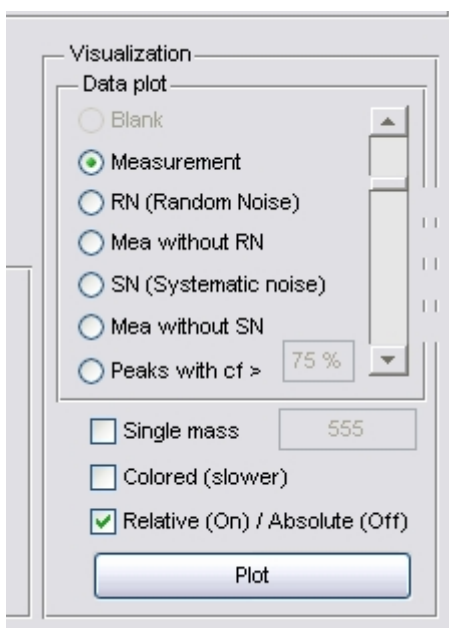 Visualization
Data plot
Blank
Measurement
RN (Random Noise)
Mea without RN
SN (Systematic noise)
Mea without SN
Peaks with cf > 75 %
Single mass 555
Colored (slower)
Relative (On) / Absolute (Off)
Plot